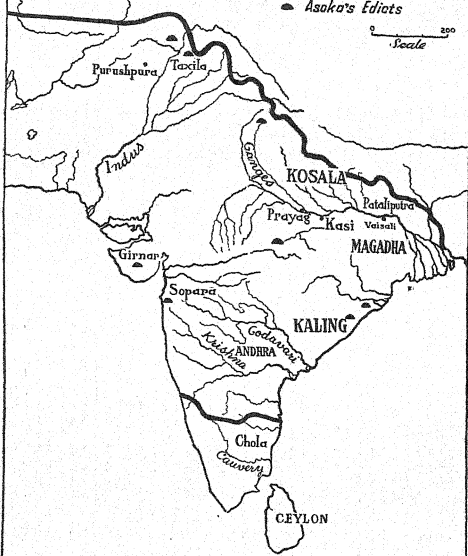 Asoka's Edicts
0 200
Scale
Purushpura
Taxila
Indus
Ganges
KOSALA
Pataliputra
Prayag
Kasi
Vaisali
MAGADHA
Girnar
Sopara
KALING
Godavari
Krishna
ANDHRA
Chola
Cauvery
CEYLON